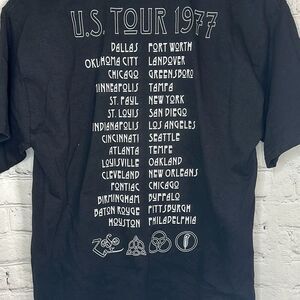 U.S. TOUR 1977
DALLAS FORT WORTH
OKLAHOMA CITY LANDOVER
CHICAGO GREENSBORO
MINNEAPOLIS TAMPA
ST. PAUL NEW YORK
ST. LOUIS SAN DIEGO
INDIANAPOLIS LOS ANGELES
CINCINATTI SEATTLE
ATLANTA TEMPE
LOUISVILLE OAKLAND
CLEVELAND NEW ORLEANS
PONTIAC CHICAGO
BIRMINGHAM BUFFALO
BATON ROUGE PITTSBURGH
HOUSTON PHILADELPHIA